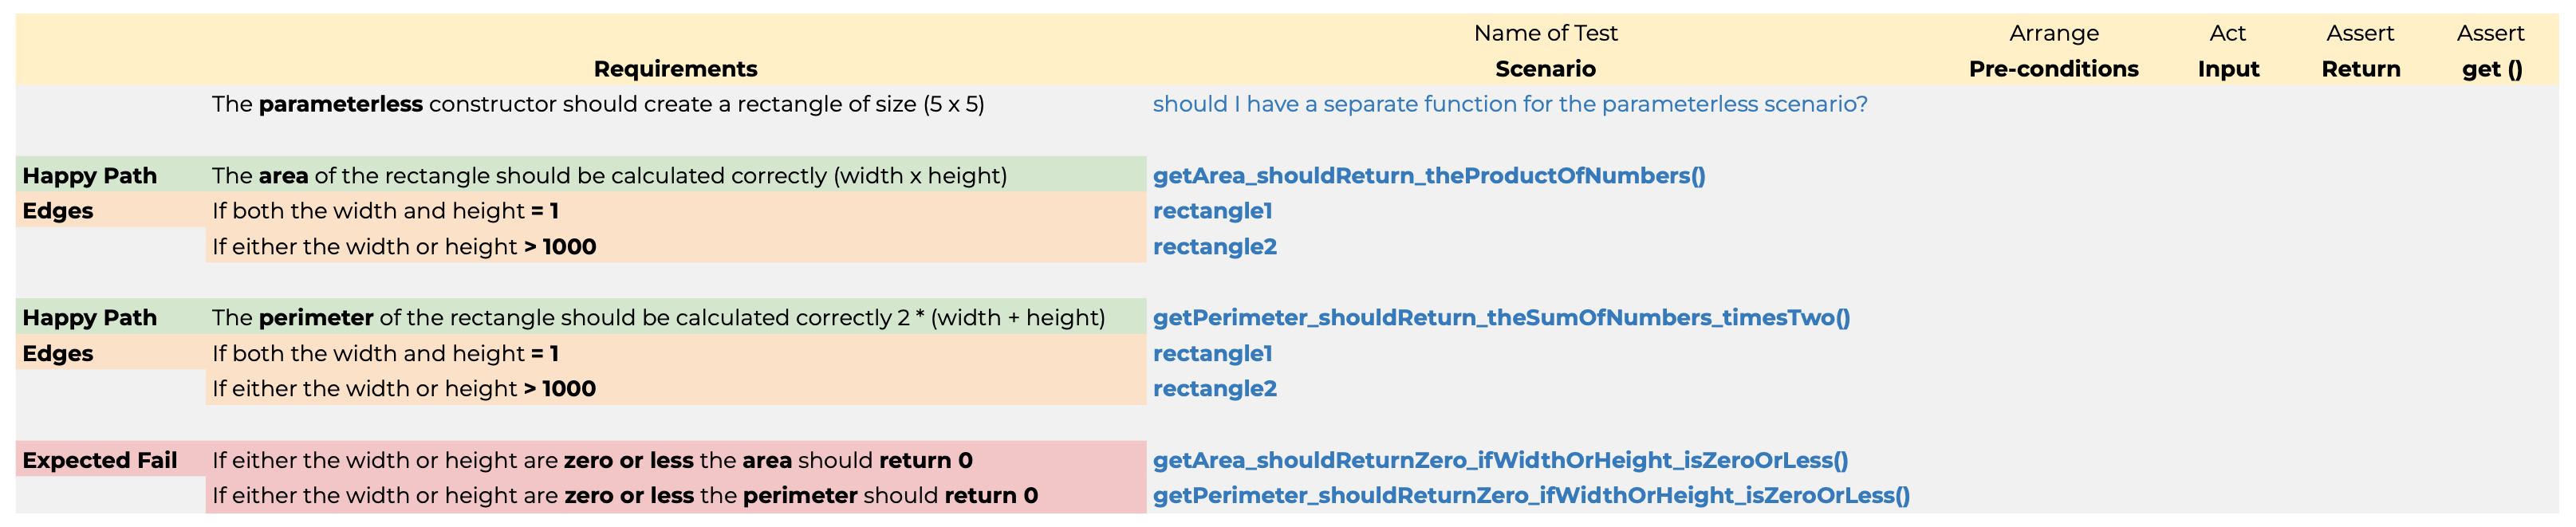 Name of Test Arrange Act Assert Assert
Requirements Scenario Pre-conditions Input Return get ()
The parameterless constructor should create a rectangle of size (5 x 5) should I have a separate function for the parameterless scenario?
Happy Path The area of the rectangle should be calculated correctly (width x height) getArea_shouldReturn_theProductOfNumbers()
Edges If both the width and height = 1 rectangle1
If either the width or height > 1000 rectangle2
Happy Path The perimeter of the rectangle should be calculated correctly 2 * (width + height) getPerimeter_shouldReturn_theSumOfNumbers_timesTwo()
Edges If both the width and height = 1 rectangle1
If either the width or height > 1000 rectangle2
Expected Fail If either the width or height are zero or less the area should return 0 getArea_shouldReturnZero_ifWidthOrHeight_isZeroOrLess()
If either the width or height are zero or less the perimeter should return 0 getPerimeter_shouldReturnZero_ifWidthOrHeight_isZeroOrLess()